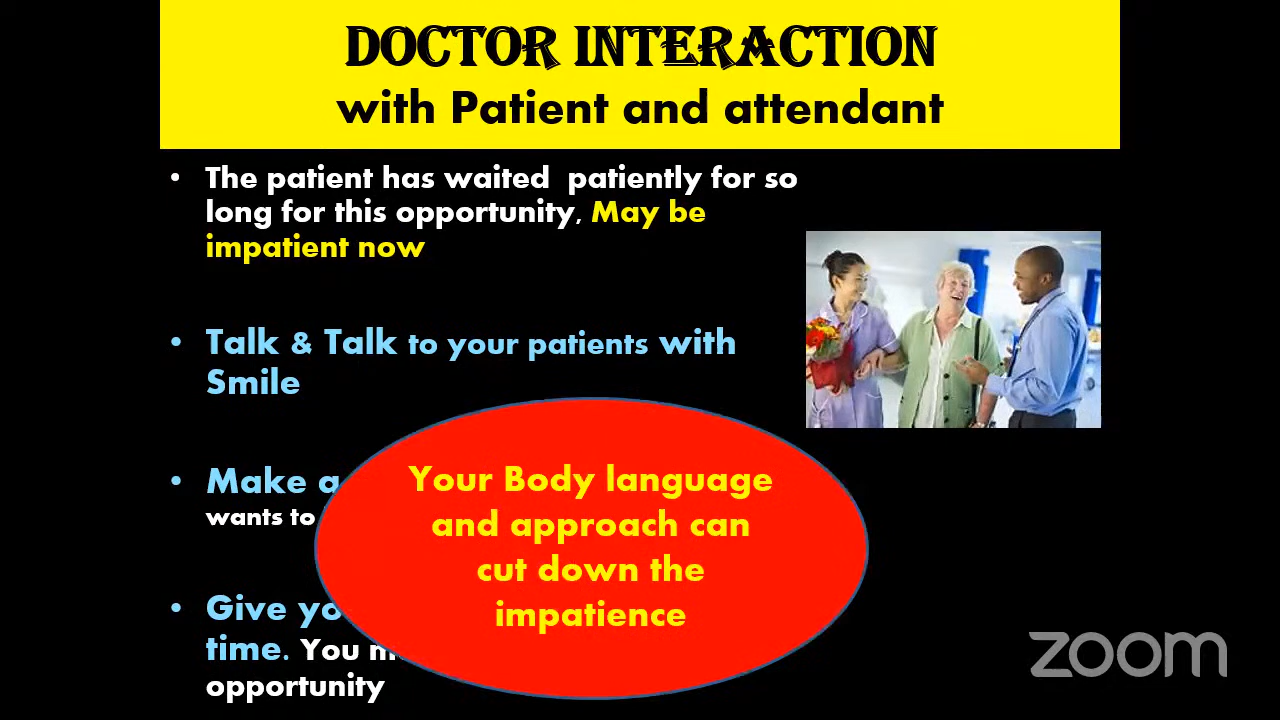 DOCTOR INTERACTION
with Patient and attendant
• The patient has waited patiently for so
long for this opportunity, May be
impatient now
• Talk & Talk to your patients with
Smile
• Make a
wants to
• Give yo
time. You m
opportunity
Your Body language
and approach can
cut down the
impatience
zoom